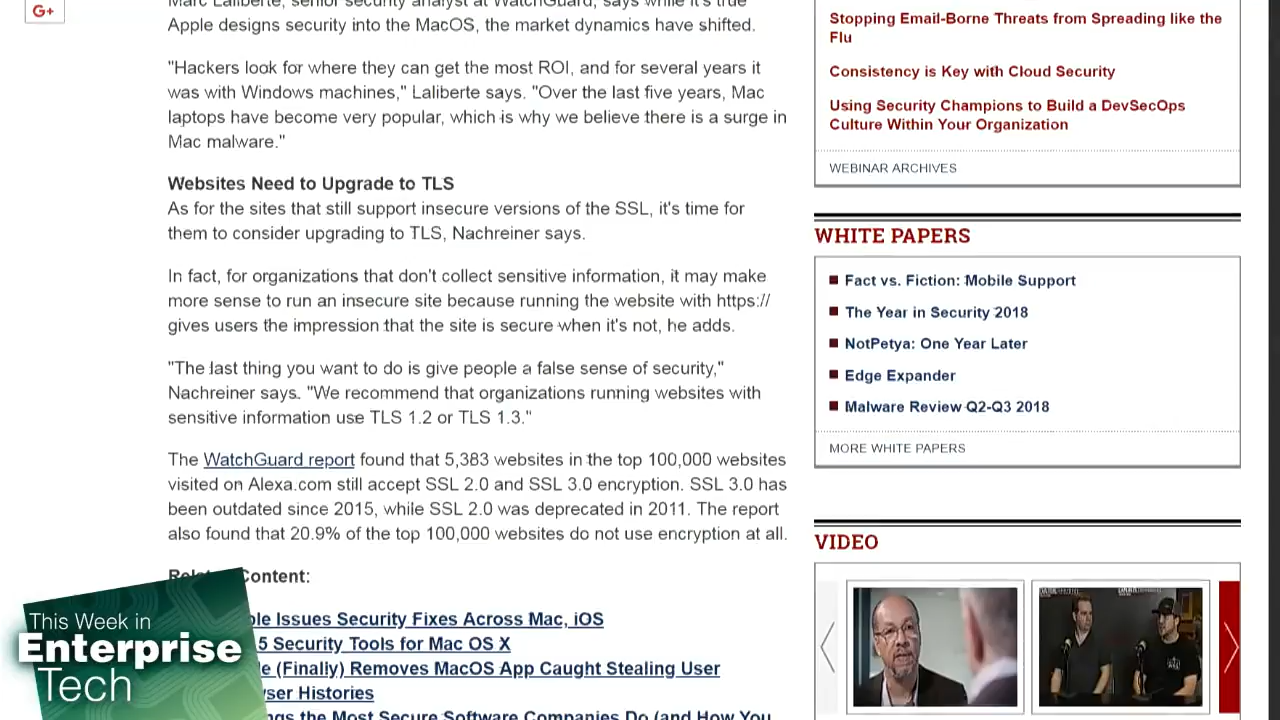 G+
Marc Laliberte, senior security analyst at WatchGuard, says while it's true
Apple designs security into the MacOS, the market dynamics have shifted.
"Hackers look for where they can get the most ROI, and for several years it
was with Windows machines," Laliberte says. "Over the last five years, Mac
laptops have become very popular, which is why we believe there is a surge in
Mac malware."
Websites Need to Upgrade to TLS
As for the sites that still support insecure versions of the SSL, it's time for
them to consider upgrading to TLS, Nachreiner says.
In fact, for organizations that don't collect sensitive information, it may make
more sense to run an insecure site because running the website with https://
gives users the impression that the site is secure when it's not, he adds.
"The last thing you want to do is give people a false sense of security,"
Nachreiner says. "We recommend that organizations running websites with
sensitive information use TLS 1.2 or TLS 1.3."
The WatchGuard report found that 5,383 websites in the top 100,000 websites
visited on Alexa.com still accept SSL 2.0 and SSL 3.0 encryption. SSL 3.0 has
been outdated since 2015, while SSL 2.0 was deprecated in 2011. The report
also found that 20.9% of the top 100,000 websites do not use encryption at all.
Content:
Issues Security Fixes Across Mac, iOS
5 Security Tools for Mac OS X
(Finally) Removes MacOS App Caught Stealing User
Histories
the Most Secure Software Companies Do (and How You
This Week in
Enterprise
Tech
Stopping Email-Borne Threats from Spreading like the
Flu
Consistency is Key with Cloud Security
Using Security Champions to Build a DevSecOps
Culture Within Your Organization
WEBINAR ARCHIVES
WHITE PAPERS
Fact vs. Fiction: Mobile Support
The Year in Security 2018
NotPetya: One Year Later
Edge Expander
Malware Review Q2-Q3 2018
MORE WHITE PAPERS
VIDEO